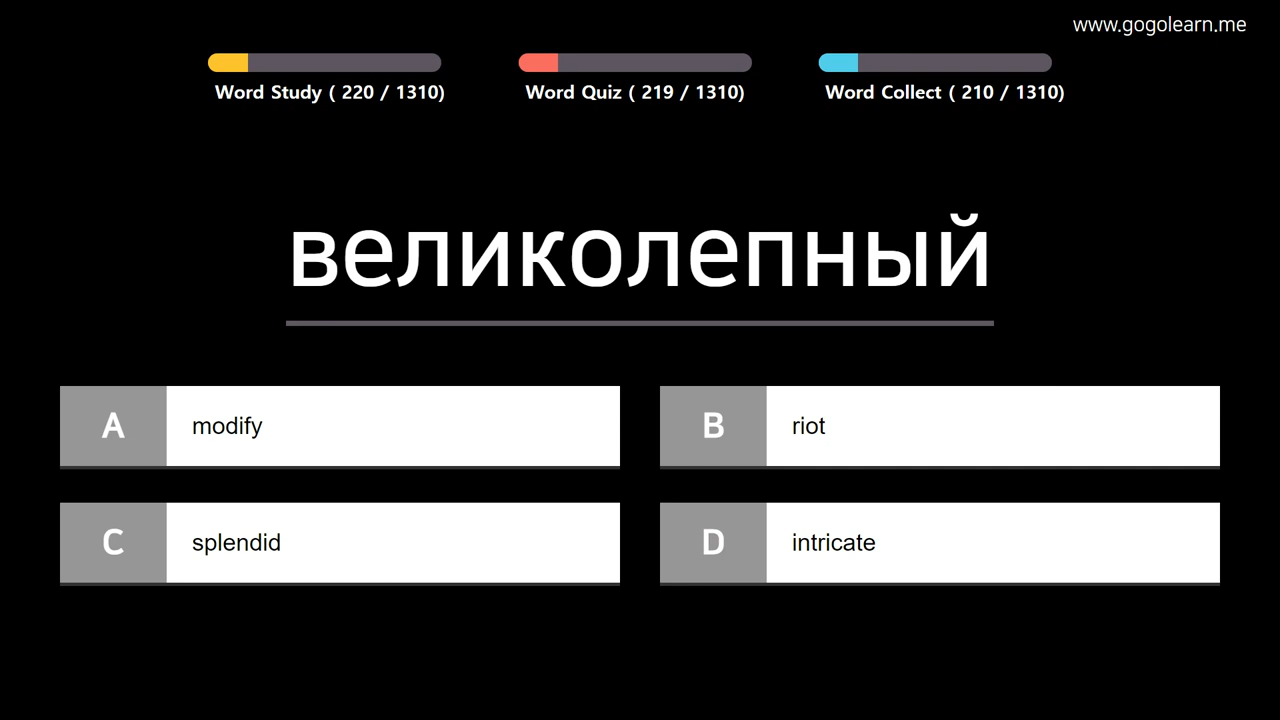 www.gogolearn.me
Word Study ( 220 / 1310)
Word Quiz ( 219 / 1310)
Word Collect ( 210 / 1310)
великолепный
A modify
B riot
C splendid
D intricate